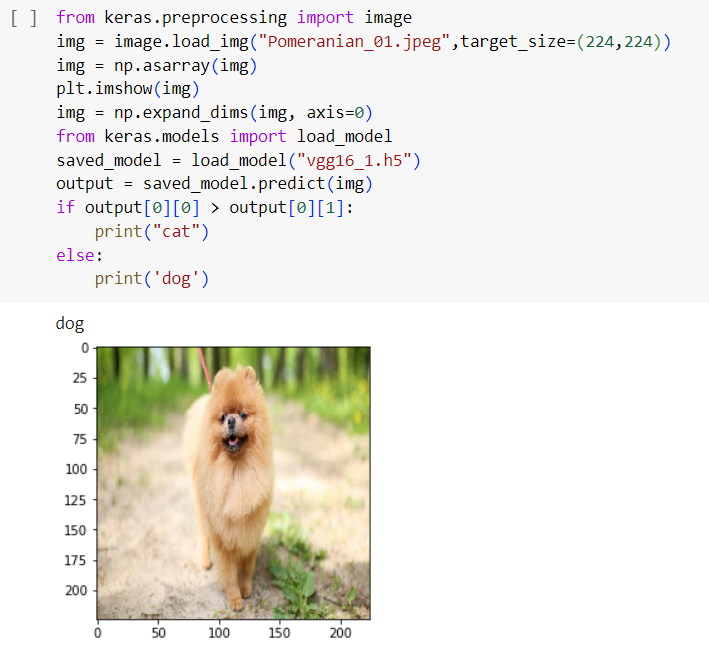 [ ] from keras.preprocessing import image
img = image.load_img("Pomeranian_01.jpeg",target_size=(224,224))
img = np.asarray(img)
plt.imshow(img)
img = np.expand_dims(img, axis=0)
from keras.models import load_model
saved_model = load_model("vgg16_1.h5")
output = saved_model.predict(img)
if output[0][0] > output[0][1]:
    print("cat")
else:
    print('dog')
dog
0
25
50
75
100
125
150
175
200
0 50 100 150 200